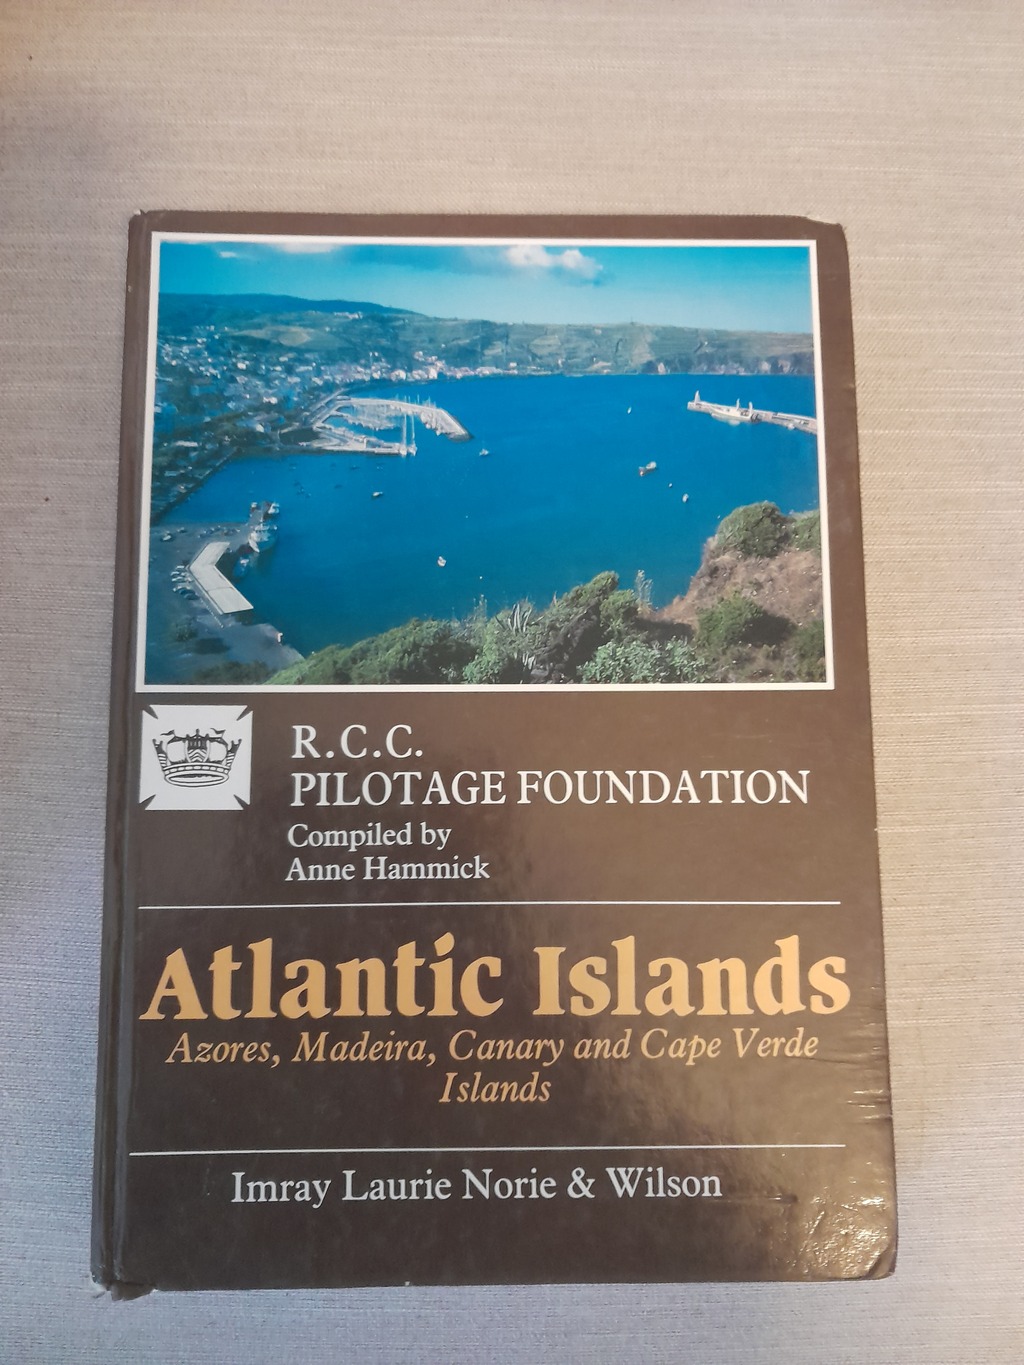 R.C.C.
PILOTAGE FOUNDATION
Compiled by
Anne Hammick
Atlantic Islands
Azores, Madeira, Canary and Cape Verde
Islands
Imray Laurie Norie & Wilson